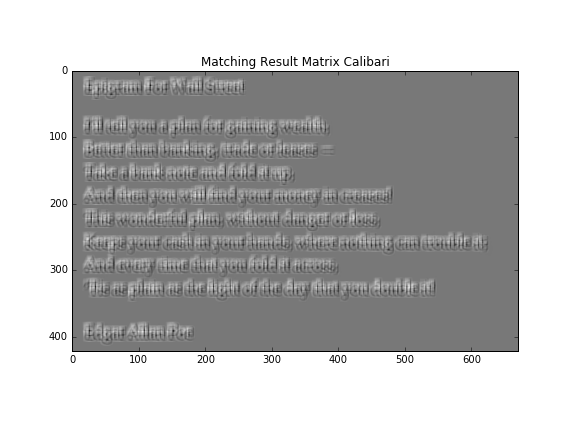 Matching Result Matrix Calibari
0
Epigram For Wall Street
I'll tell you a plan for gaining wealth,
100
Better than banking, trade or leases —
Take a bank note and fold it up,
And then you will find your money in creases!
200
This wonderful plan, without danger or loss,
Keeps your cash in your hands, where nothing can trouble it;
And every time that you fold it across,
300
'Tis as plain as the light of the day that you double it!
Edgar Allan Poe
400
0 100 200 300 400 500 600